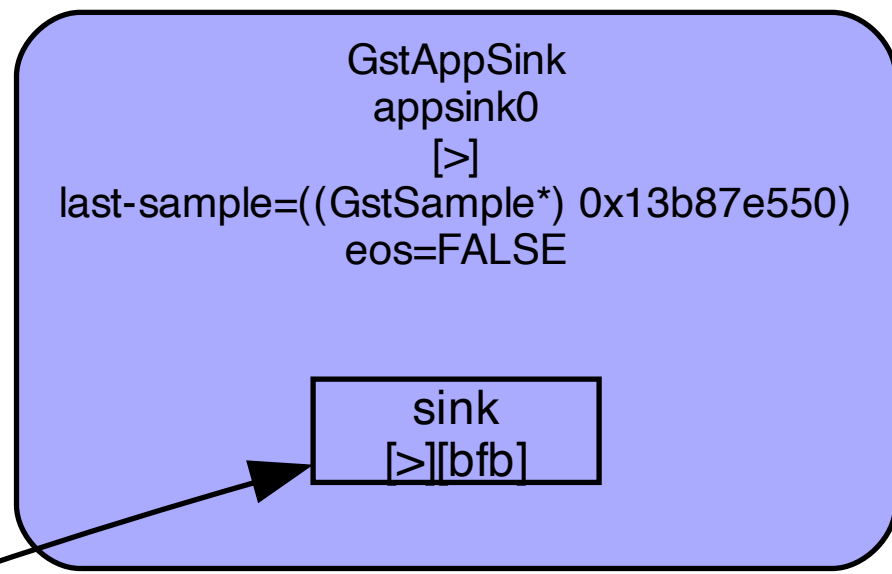 GstAppSink
appsink0
[>]
last-sample=((GstSample*) 0x13b87e550)
eos=FALSE
sink
[>][bfb]